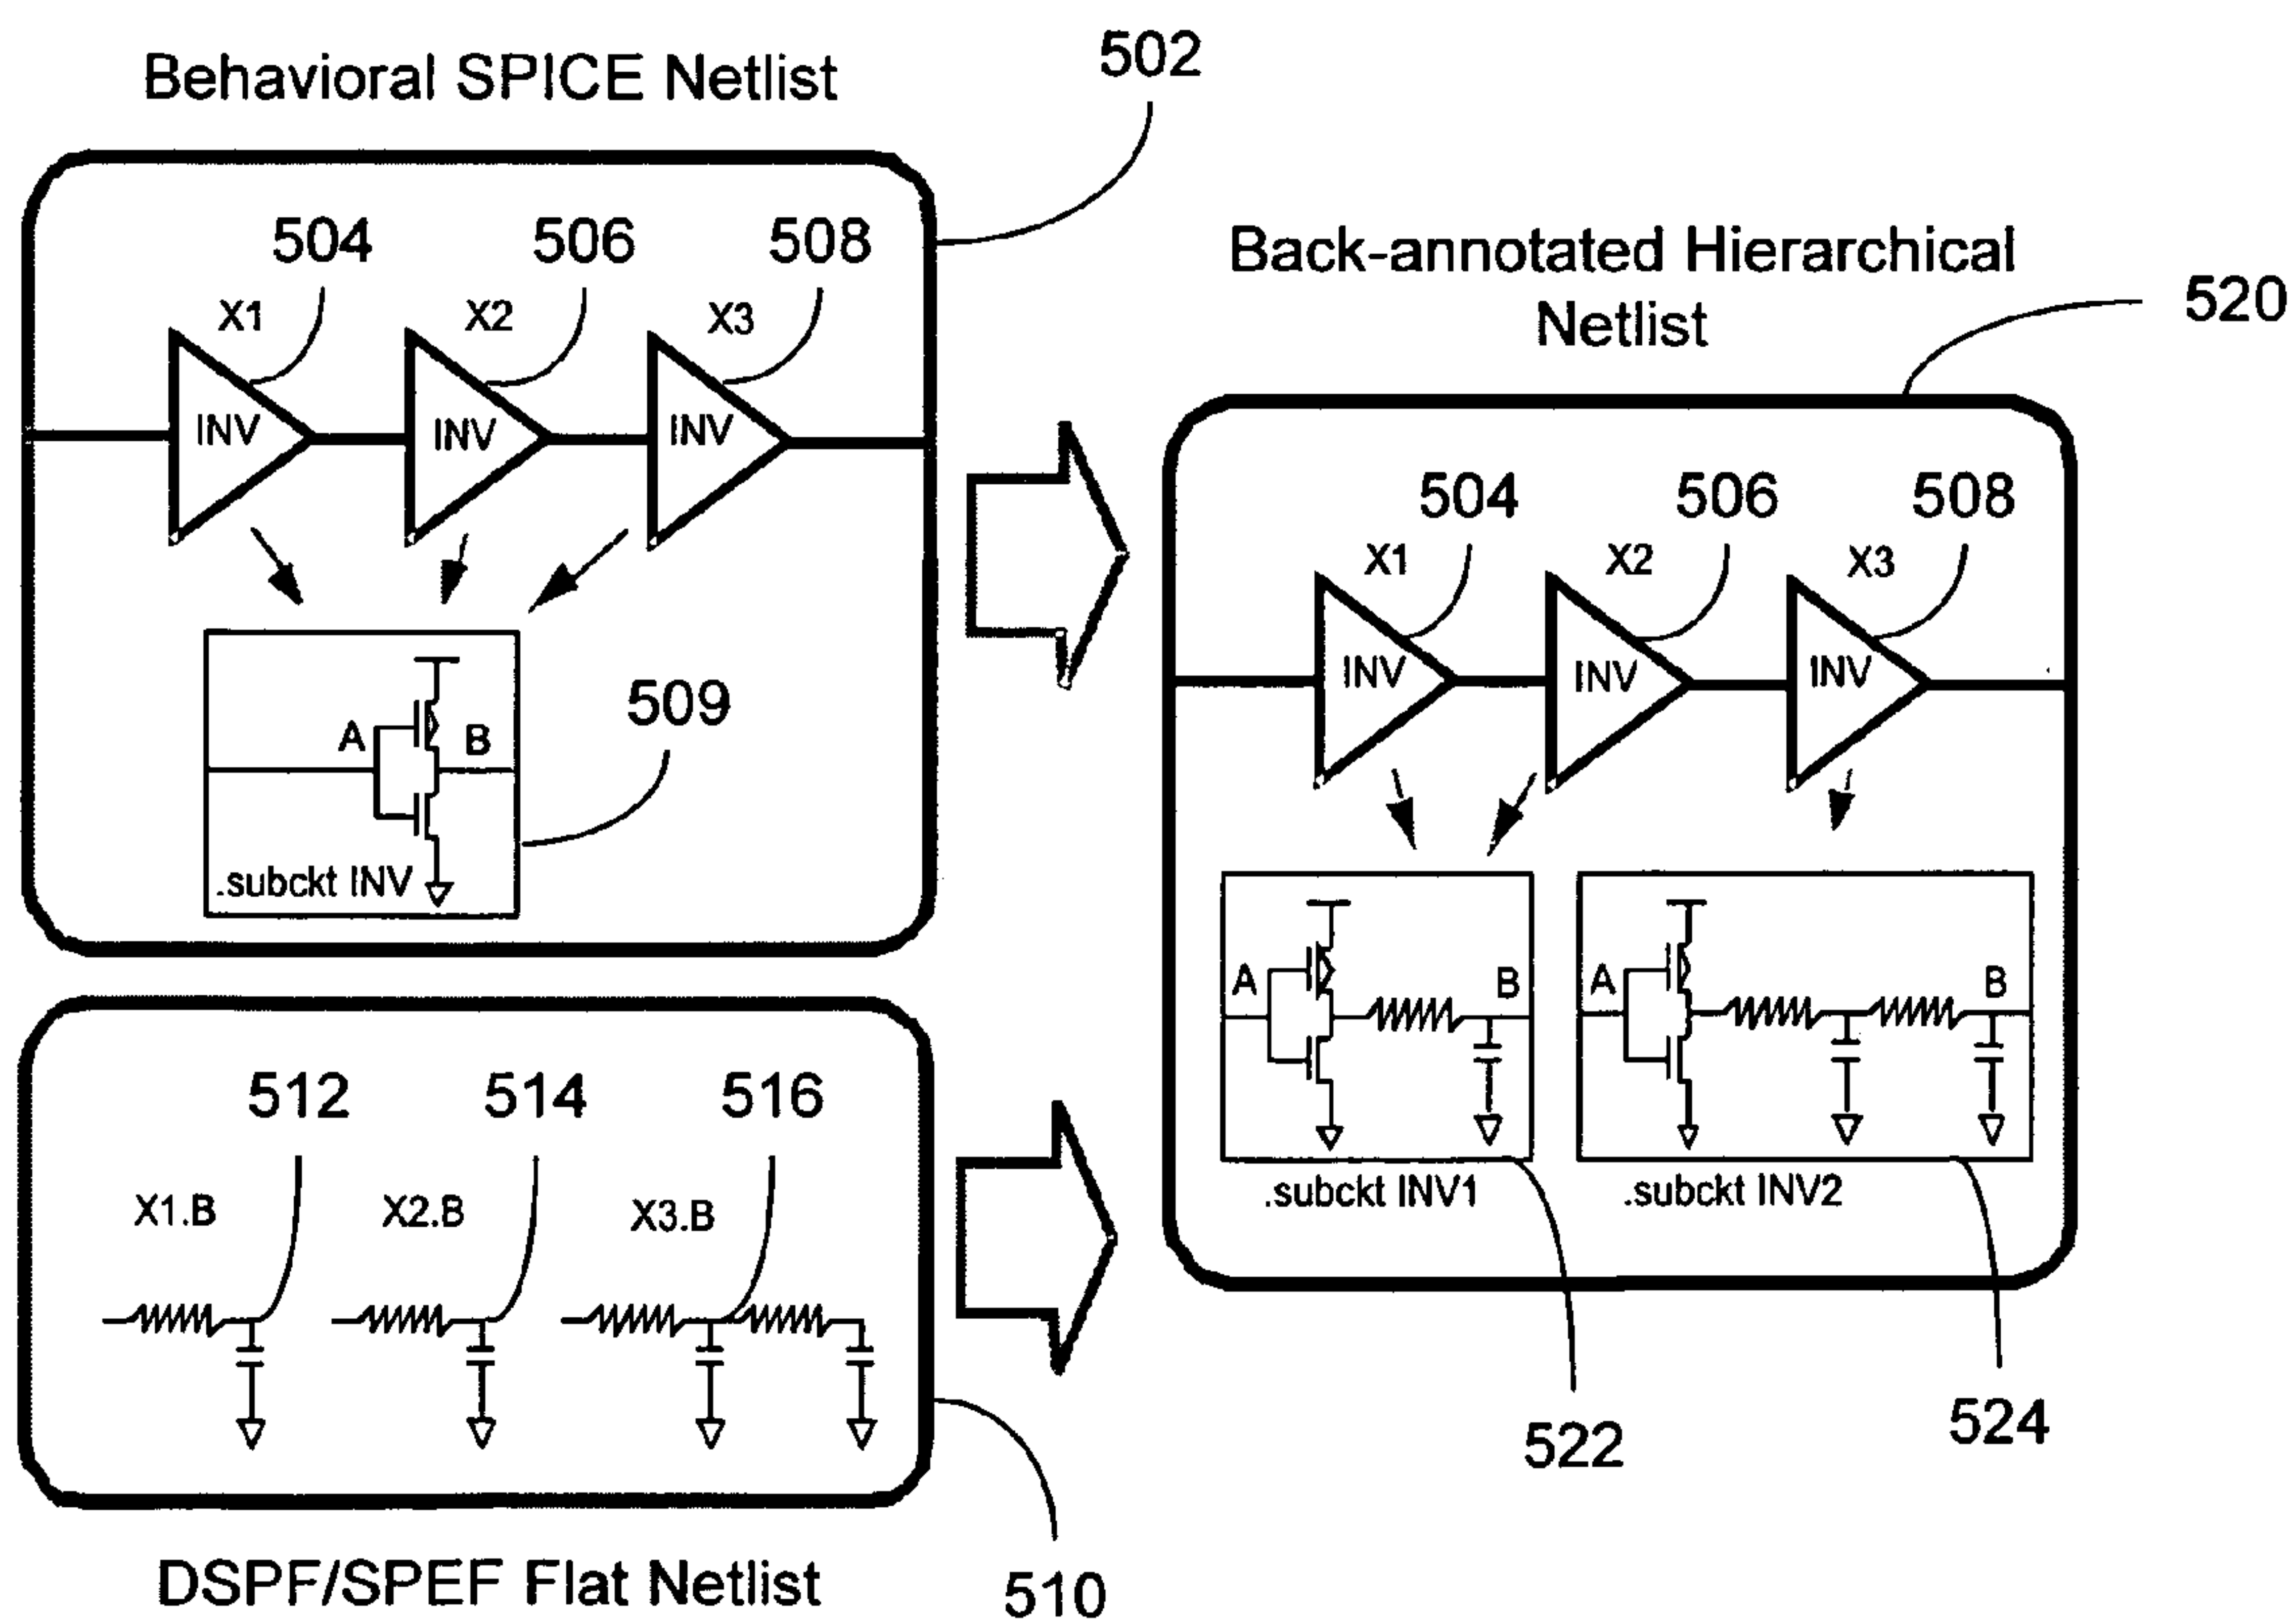 Behavioral SPICE Netlist
502
504 506 508
X1 X2 X3
INV INV INV
A B
509
.subckt INV
512 514 516
X1.B X2.B X3.B
DSPF/SPEF Flat Netlist
510
Back-annotated Hierarchical
Netlist
520
504 506 508
X1 X2 X3
INV INV INV
A B A B
.subckt INV1 .subckt INV2
522 524